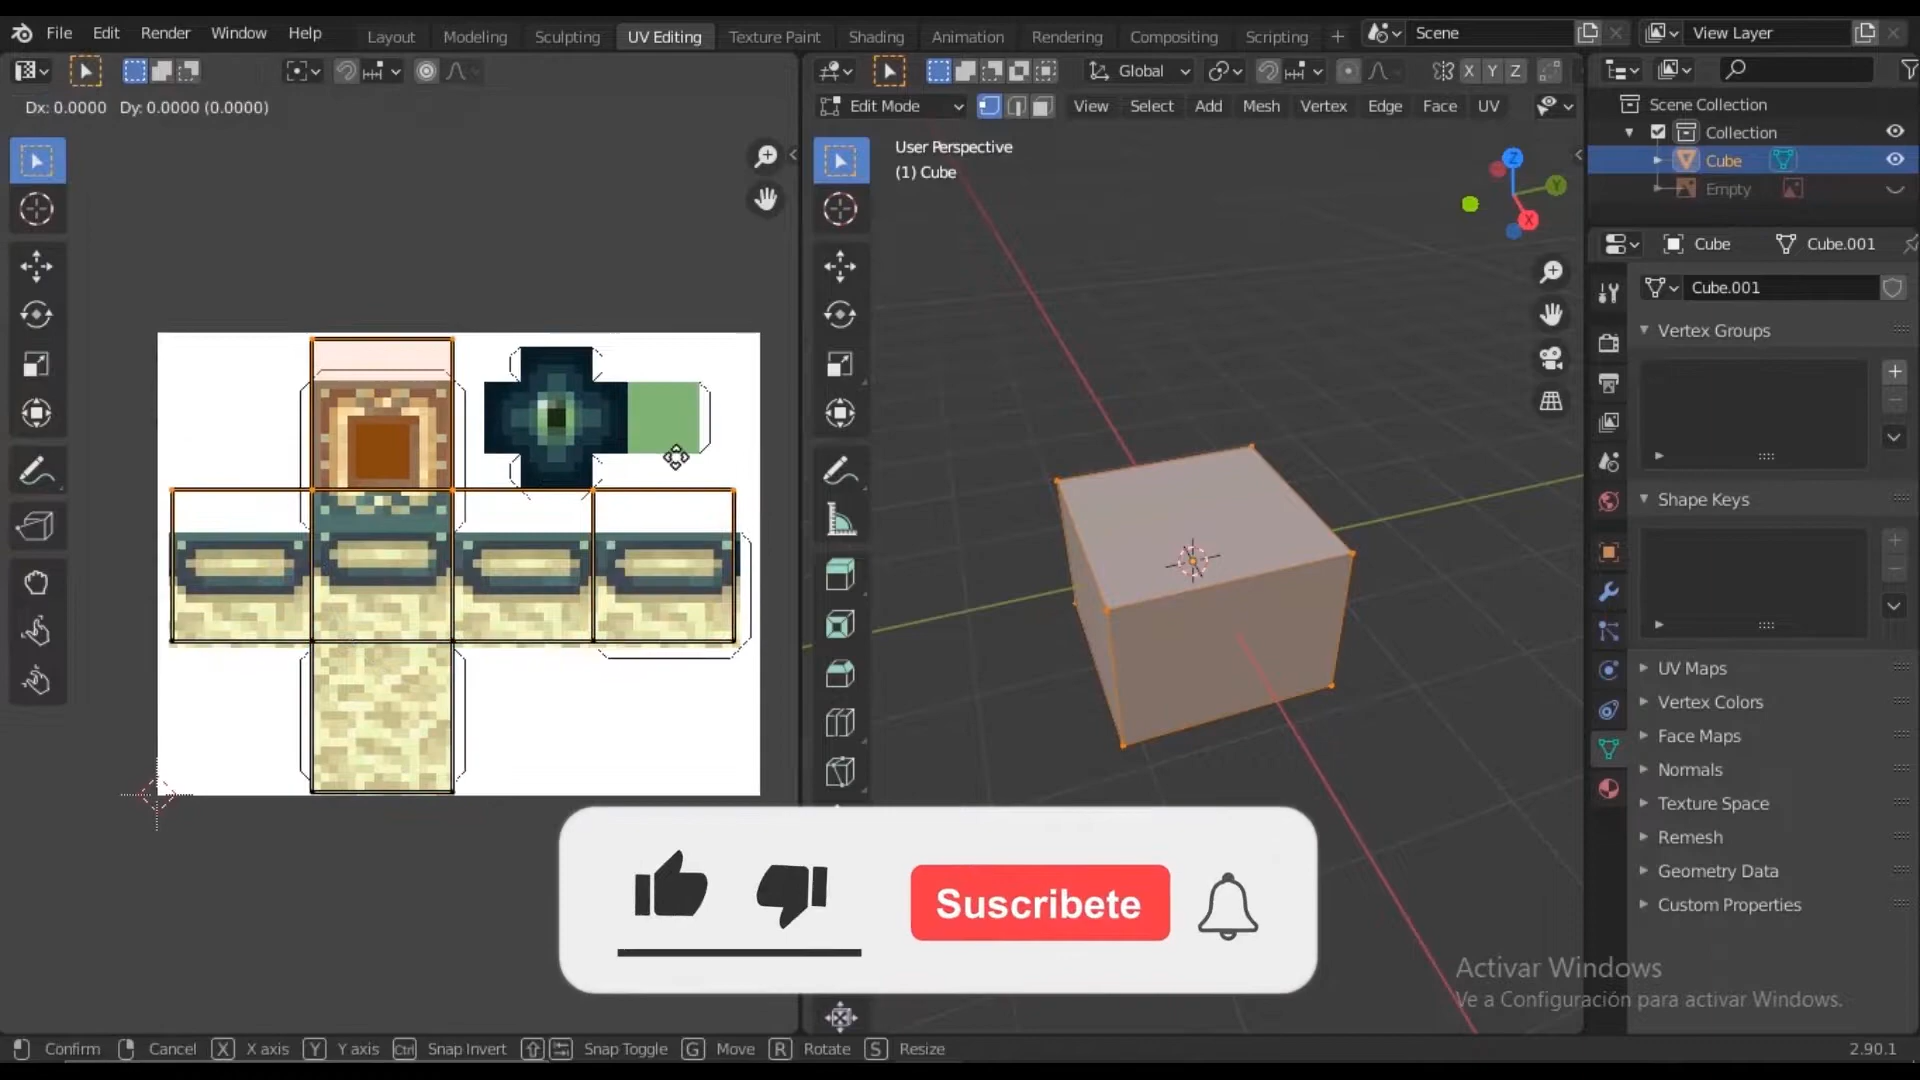 File Edit Render Window Help Layout Modeling Sculpting UV Editing Texture Paint Shading Animation Rendering Compositing Scripting + Scene View Layer
Global X Y Z
Dx: 0.0000 Dy: 0.0000 (0.0000)
Edit Mode View Select Add Mesh Vertex Edge Face UV
Scene Collection
Collection
Cube
Empty
User Perspective
(1) Cube
Z
Y
X
Cube Cube.001
Cube.001
Vertex Groups
Shape Keys
UV Maps
Vertex Colors
Face Maps
Normals
Texture Space
Remesh
Geometry Data
Custom Properties
Suscribete
Activar Windows
Ve a Configuración para activar Windows.
Confirm Cancel X X axis Y Y axis Ctrl Snap Invert Snap Toggle G Move R Rotate S Resize 2.90.1